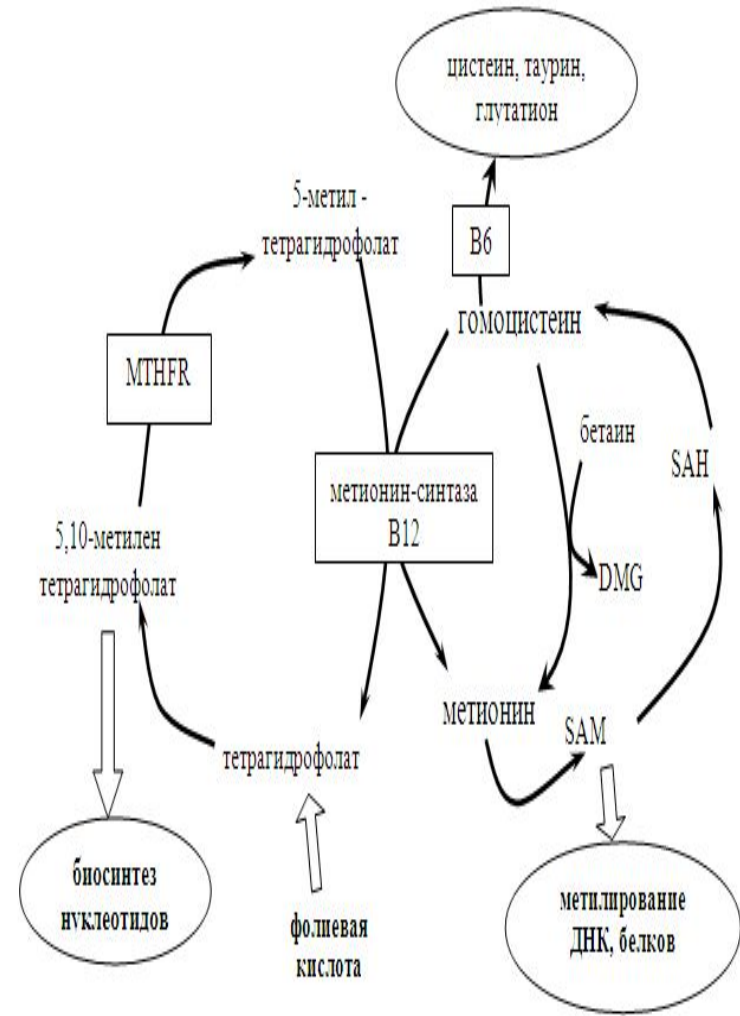 цистеин, таурин,
глутатион
5-метил -
тетрагидрофолат
B6
гомоцистеин
MTHFR
бетаин
SAH
метионин-синтаза
B12
5,10-метилен
тетрагидрофолат
DMG
метионин
SAM
тетрагидрофолат
биосинтез
нуклеотидов
фолиевая
кислота
метилирование
ДНК, белков